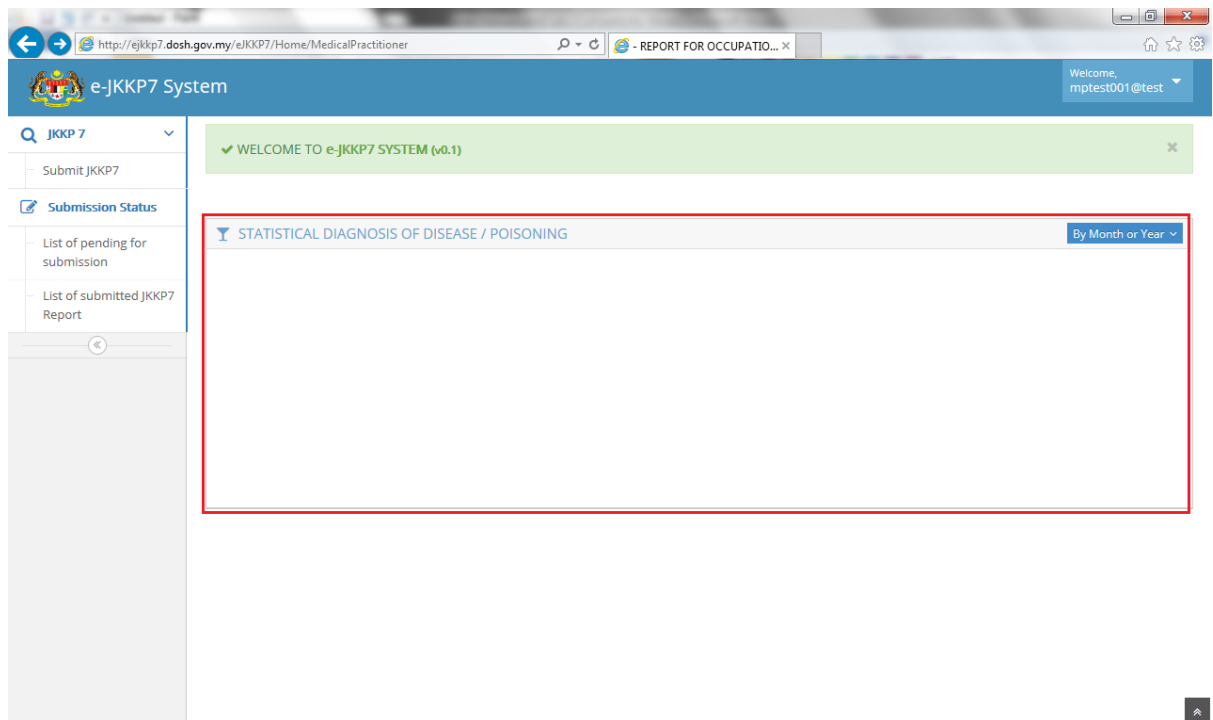 http://ejkkp7.dosh.gov.my/eJKKP7/Home/MedicalPractitioner
- REPORT FOR OCCUPATIO...
e-JKKP7 System
Welcome,
mptest001@test
JKKP 7
WELCOME TO e-JKKP7 SYSTEM (v0.1)
Submit JKKP7
Submission Status
STATISTICAL DIAGNOSIS OF DISEASE / POISONING
By Month or Year
List of pending for
submission
List of submitted JKKP7
Report